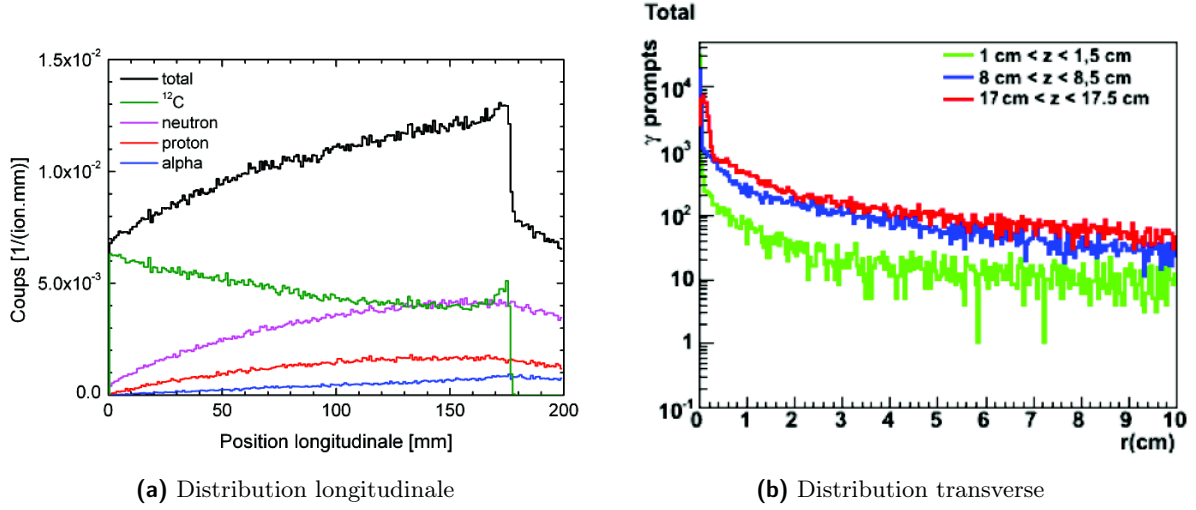 1.5x10⁻²
1.0x10⁻²
5.0x10⁻³
0.0
Coups [1/(ion.mm)]
total
¹²C
neutron
proton
alpha
0 50 100 150 200
Position longitudinale [mm]
(a) Distribution longitudinale
Total
γ prompts
10⁴
10³
10²
10
1
10⁻¹
1 cm < z < 1,5 cm
8 cm < z < 8,5 cm
17 cm < z < 17.5 cm
0 1 2 3 4 5 6 7 8 9 10
r(cm)
(b) Distribution transverse